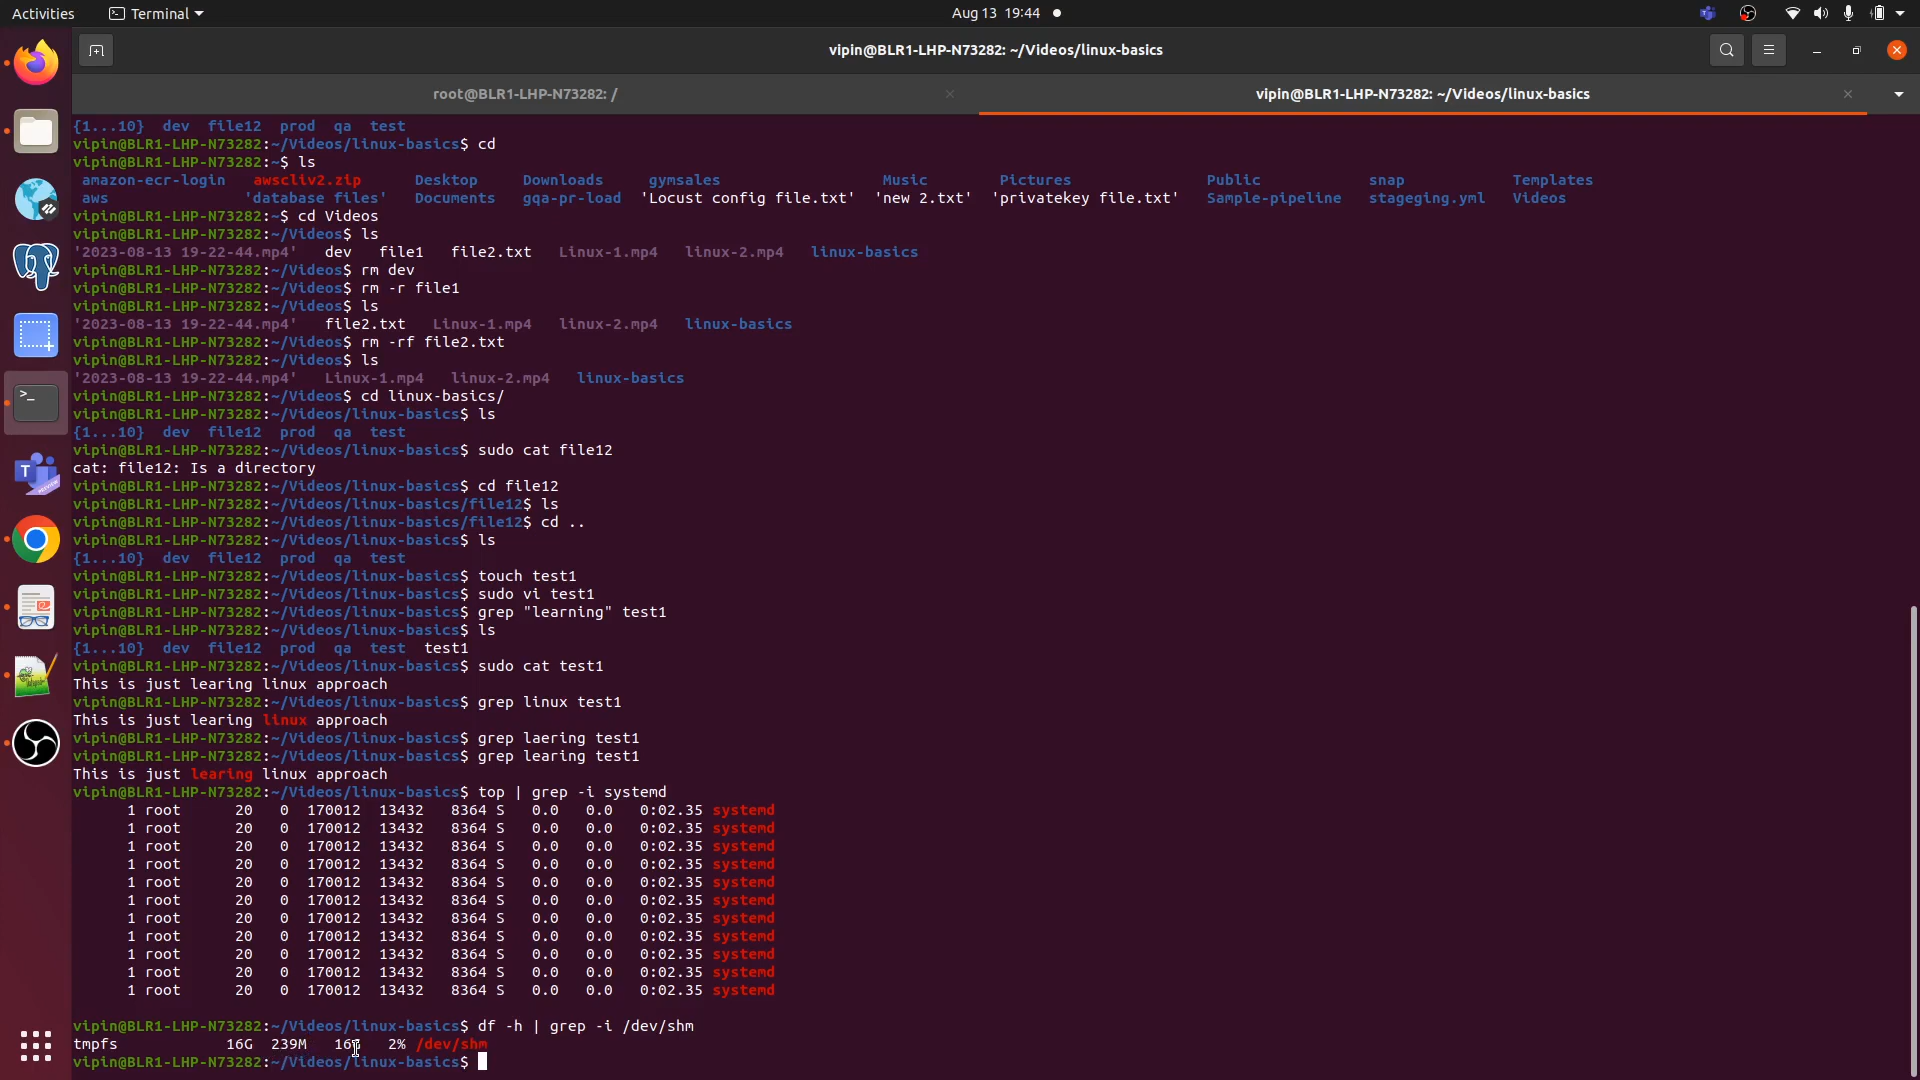 Activities Terminal Aug 13 19:44
vipin@BLR1-LHP-N73282: ~/Videos/linux-basics
root@BLR1-LHP-N73282: / vipin@BLR1-LHP-N73282: ~/Videos/linux-basics
{1...10} dev file12 prod qa test
vipin@BLR1-LHP-N73282:~/Videos/linux-basics$ cd
vipin@BLR1-LHP-N73282:~$ ls
amazon-ecr-login awscliv2.zip Desktop Downloads gymsales Music Pictures Public snap Templates
aws 'database files' Documents gqa-pr-load 'Locust config file.txt' 'new 2.txt' 'privatekey file.txt' Sample-pipeline stageging.yml Videos
vipin@BLR1-LHP-N73282:~$ cd Videos
vipin@BLR1-LHP-N73282:~/Videos$ ls
'2023-08-13 19-22-44.mp4' dev file1 file2.txt Linux-1.mp4 linux-2.mp4 linux-basics
vipin@BLR1-LHP-N73282:~/Videos$ rm dev
vipin@BLR1-LHP-N73282:~/Videos$ rm -r file1
vipin@BLR1-LHP-N73282:~/Videos$ ls
'2023-08-13 19-22-44.mp4' file2.txt Linux-1.mp4 linux-2.mp4 linux-basics
vipin@BLR1-LHP-N73282:~/Videos$ rm -rf file2.txt
vipin@BLR1-LHP-N73282:~/Videos$ ls
'2023-08-13 19-22-44.mp4' Linux-1.mp4 linux-2.mp4 linux-basics
vipin@BLR1-LHP-N73282:~/Videos$ cd linux-basics/
vipin@BLR1-LHP-N73282:~/Videos/linux-basics$ ls
{1...10} dev file12 prod qa test
vipin@BLR1-LHP-N73282:~/Videos/linux-basics$ sudo cat file12
cat: file12: Is a directory
vipin@BLR1-LHP-N73282:~/Videos/linux-basics$ cd file12
vipin@BLR1-LHP-N73282:~/Videos/linux-basics/file12$ ls
vipin@BLR1-LHP-N73282:~/Videos/linux-basics/file12$ cd ..
vipin@BLR1-LHP-N73282:~/Videos/linux-basics$ ls
{1...10} dev file12 prod qa test
vipin@BLR1-LHP-N73282:~/Videos/linux-basics$ touch test1
vipin@BLR1-LHP-N73282:~/Videos/linux-basics$ sudo vi test1
vipin@BLR1-LHP-N73282:~/Videos/linux-basics$ grep "learning" test1
vipin@BLR1-LHP-N73282:~/Videos/linux-basics$ ls
{1...10} dev file12 prod qa test test1
vipin@BLR1-LHP-N73282:~/Videos/linux-basics$ sudo cat test1
This is just learing linux approach
vipin@BLR1-LHP-N73282:~/Videos/linux-basics$ grep linux test1
This is just learing linux approach
vipin@BLR1-LHP-N73282:~/Videos/linux-basics$ grep laering test1
vipin@BLR1-LHP-N73282:~/Videos/linux-basics$ grep learing test1
This is just learing linux approach
vipin@BLR1-LHP-N73282:~/Videos/linux-basics$ top | grep -i systemd
1 root 20 0 170012 13432 8364 S 0.0 0.0 0:02.35 systemd
1 root 20 0 170012 13432 8364 S 0.0 0.0 0:02.35 systemd
1 root 20 0 170012 13432 8364 S 0.0 0.0 0:02.35 systemd
1 root 20 0 170012 13432 8364 S 0.0 0.0 0:02.35 systemd
1 root 20 0 170012 13432 8364 S 0.0 0.0 0:02.35 systemd
1 root 20 0 170012 13432 8364 S 0.0 0.0 0:02.35 systemd
1 root 20 0 170012 13432 8364 S 0.0 0.0 0:02.35 systemd
1 root 20 0 170012 13432 8364 S 0.0 0.0 0:02.35 systemd
1 root 20 0 170012 13432 8364 S 0.0 0.0 0:02.35 systemd
1 root 20 0 170012 13432 8364 S 0.0 0.0 0:02.35 systemd
1 root 20 0 170012 13432 8364 S 0.0 0.0 0:02.35 systemd
vipin@BLR1-LHP-N73282:~/Videos/linux-basics$ df -h | grep -i /dev/shm
tmpfs 16G 239M 16G 2% /dev/shm
vipin@BLR1-LHP-N73282:~/Videos/linux-basics$